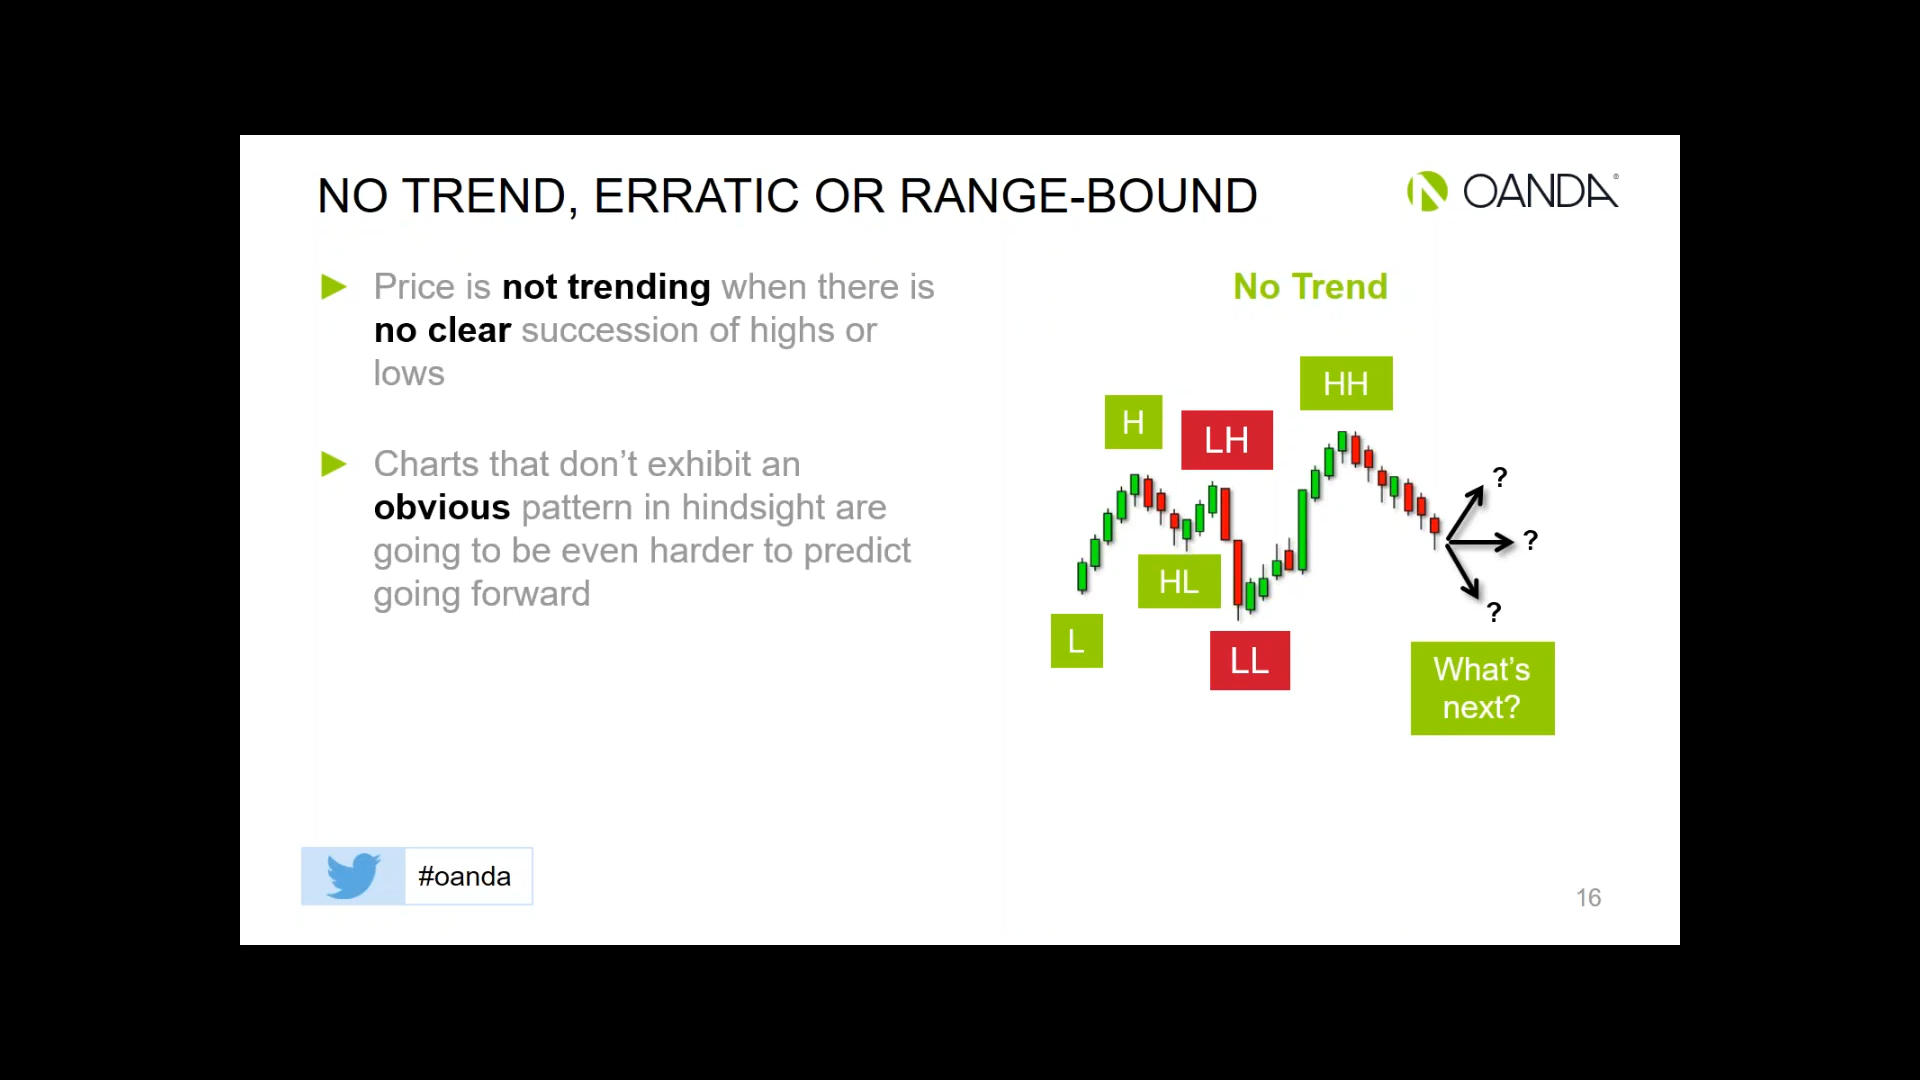 NO TREND, ERRATIC OR RANGE-BOUND
OANDA®
Price is not trending when there is
no clear succession of highs or
lows
Charts that don’t exhibit an
obvious pattern in hindsight are
going to be even harder to predict
going forward
No Trend
HH
H
LH
?
?
HL
?
L
LL
What’s
next?
#oanda
16